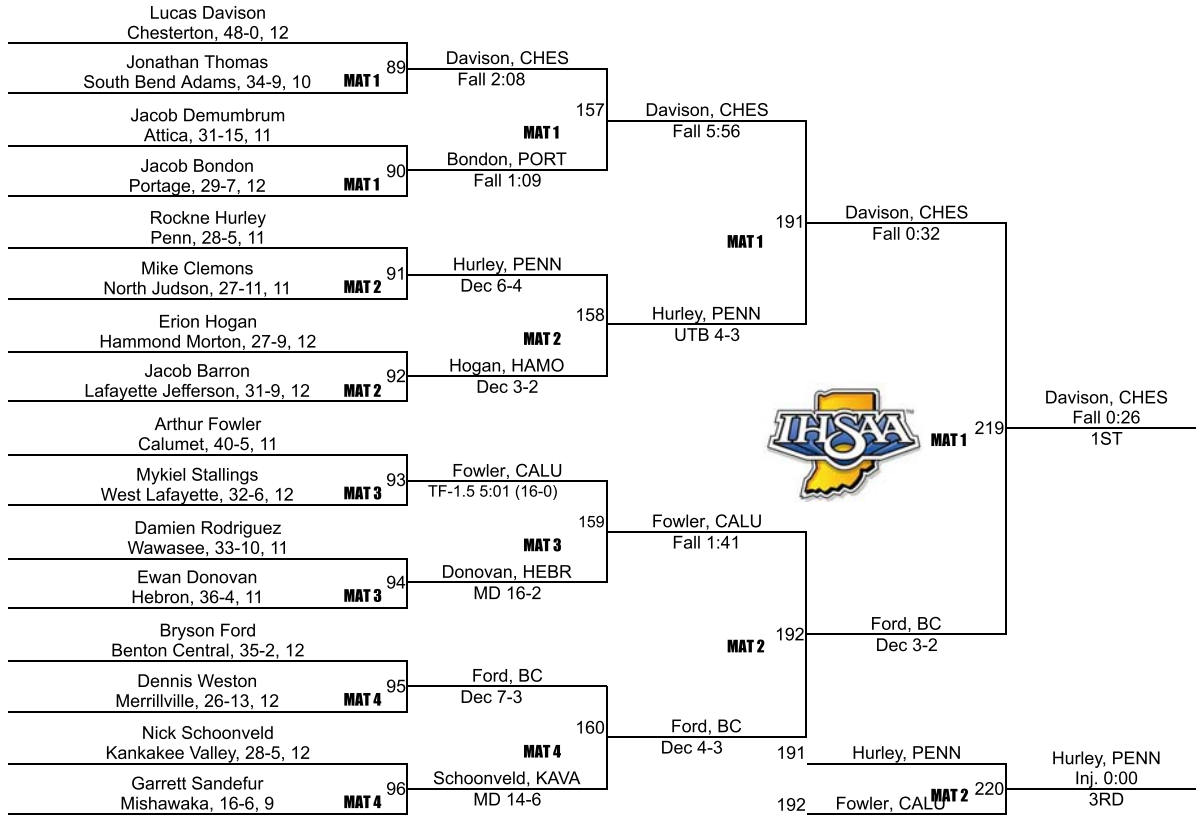 Lucas Davison
Chesterton, 48-0, 12
Jonathan Thomas
South Bend Adams, 34-9, 10
MAT 1
89
Davison, CHES
Fall 2:08
Jacob Demumbrum
Attica, 31-15, 11
Jacob Bondon
Portage, 29-7, 12
MAT 1
90
Bondon, PORT
Fall 1:09
157
MAT 1
Davison, CHES
Fall 5:56
Rockne Hurley
Penn, 28-5, 11
Mike Clemons
North Judson, 27-11, 11
MAT 2
91
Hurley, PENN
Dec 6-4
Erion Hogan
Hammond Morton, 27-9, 12
Jacob Barron
Lafayette Jefferson, 31-9, 12
MAT 2
92
Hogan, HAMO
Dec 3-2
158
MAT 2
Hurley, PENN
UTB 4-3
191
MAT 1
Davison, CHES
Fall 0:32
Arthur Fowler
Calumet, 40-5, 11
Mykiel Stallings
West Lafayette, 32-6, 12
MAT 3
93
Fowler, CALU
TF-1.5 5:01 (16-0)
Damien Rodriguez
Wawasee, 33-10, 11
Ewan Donovan
Hebron, 36-4, 11
MAT 3
94
Donovan, HEBR
MD 16-2
159
MAT 3
Fowler, CALU
Fall 1:41
Bryson Ford
Benton Central, 35-2, 12
Dennis Weston
Merrillville, 26-13, 12
MAT 4
95
Ford, BC
Dec 7-3
Nick Schoonveld
Kankakee Valley, 28-5, 12
Garrett Sandefur
Mishawaka, 16-6, 9
MAT 4
96
Schoonveld, KAVA
MD 14-6
160
MAT 4
Ford, BC
Dec 4-3
192
MAT 2
Ford, BC
Dec 3-2
IHSAA™
MAT 1
219
Davison, CHES
Fall 0:26
1ST
191
Hurley, PENN
192
Fowler, CALU
MAT 2
220
Hurley, PENN
Inj. 0:00
3RD